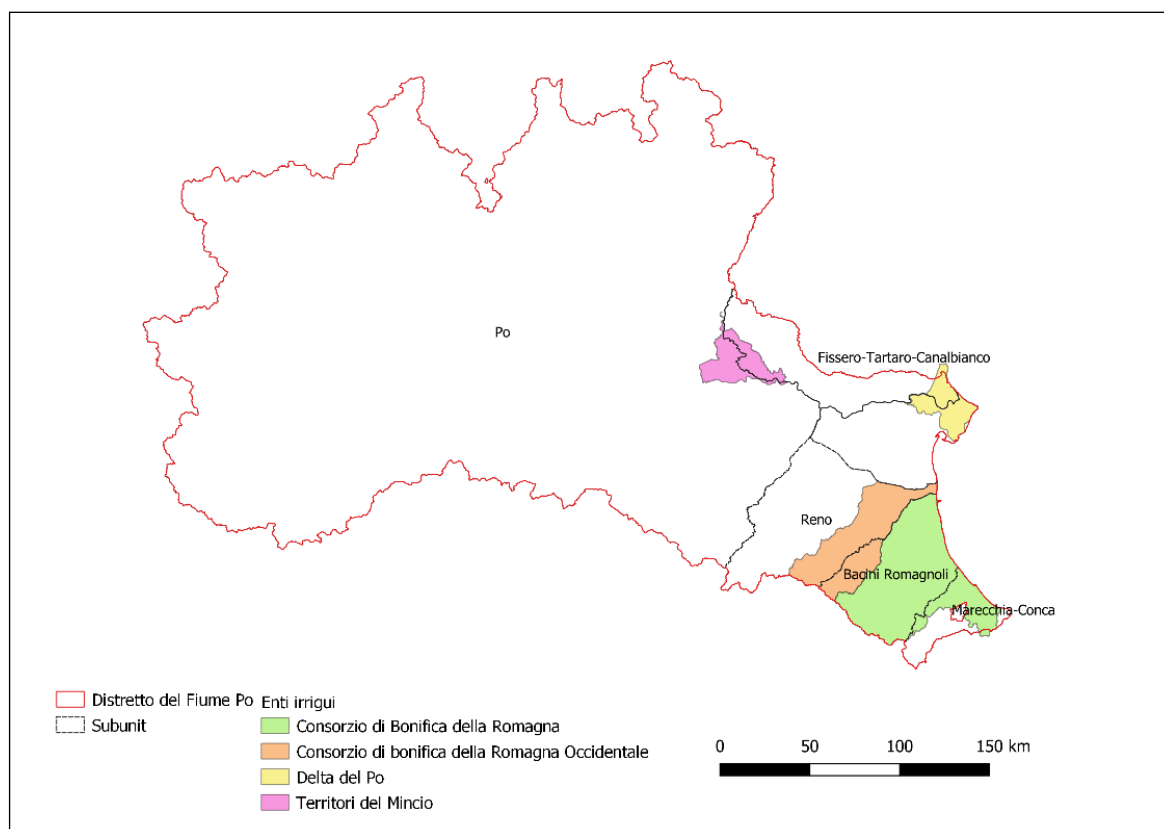 Po
Fissero-Tartaro-Canalbianco
Reno
Bacini Romagnoli
Marecchia-Conca
Distretto del Fiume Po
Subunit
Enti irrigui
Consorzio di Bonifica della Romagna
Consorzio di bonifica della Romagna Occidentale
Delta del Po
Territori del Mincio
0 50 100 150 km